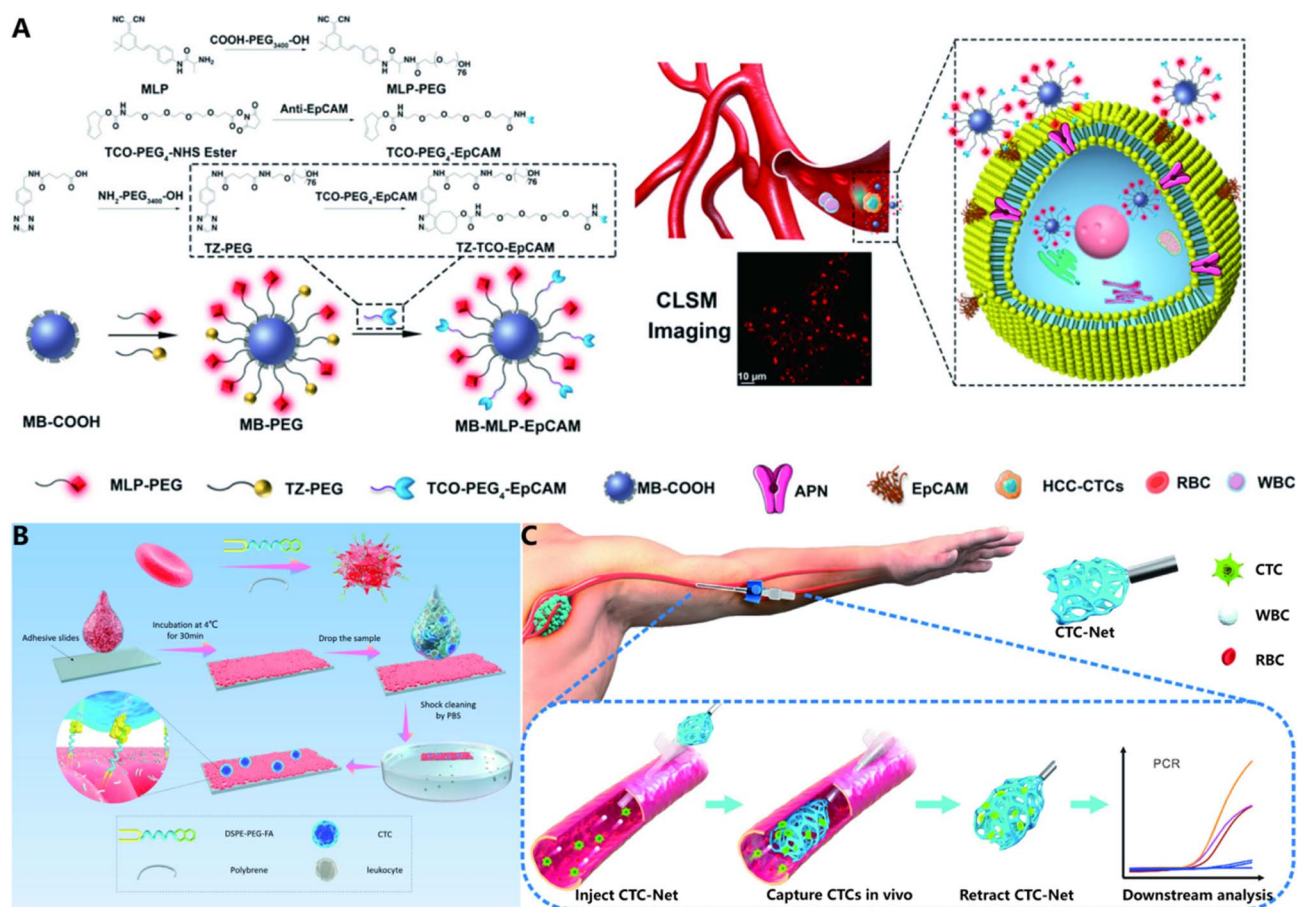 A
NC CN
COOH-PEG3400-OH
NC CN
MLP
MLP-PEG
Anti-EpCAM
TCO-PEG4-NHS Ester
TCO-PEG4-EpCAM
NH2-PEG3400-OH
TCO-PEG4-EpCAM
TZ-PEG
TZ-TCO-EpCAM
MB-COOH
MB-PEG
MB-MLP-EpCAM
CLSM
Imaging
10 μm
MLP-PEG
TZ-PEG
TCO-PEG4-EpCAM
MB-COOH
APN
EpCAM
HCC-CTCs
RBC
WBC
B
Adhesive slides
Incubation at 4℃
for 30min
Drop the sample
Shock cleaning
by PBS
DSPE-PEG-FA
CTC
Polybrene
leukocyte
C
CTC-Net
CTC
WBC
RBC
PCR
Inject CTC-Net
Capture CTCs in vivo
Retract CTC-Net
Downstream analysis